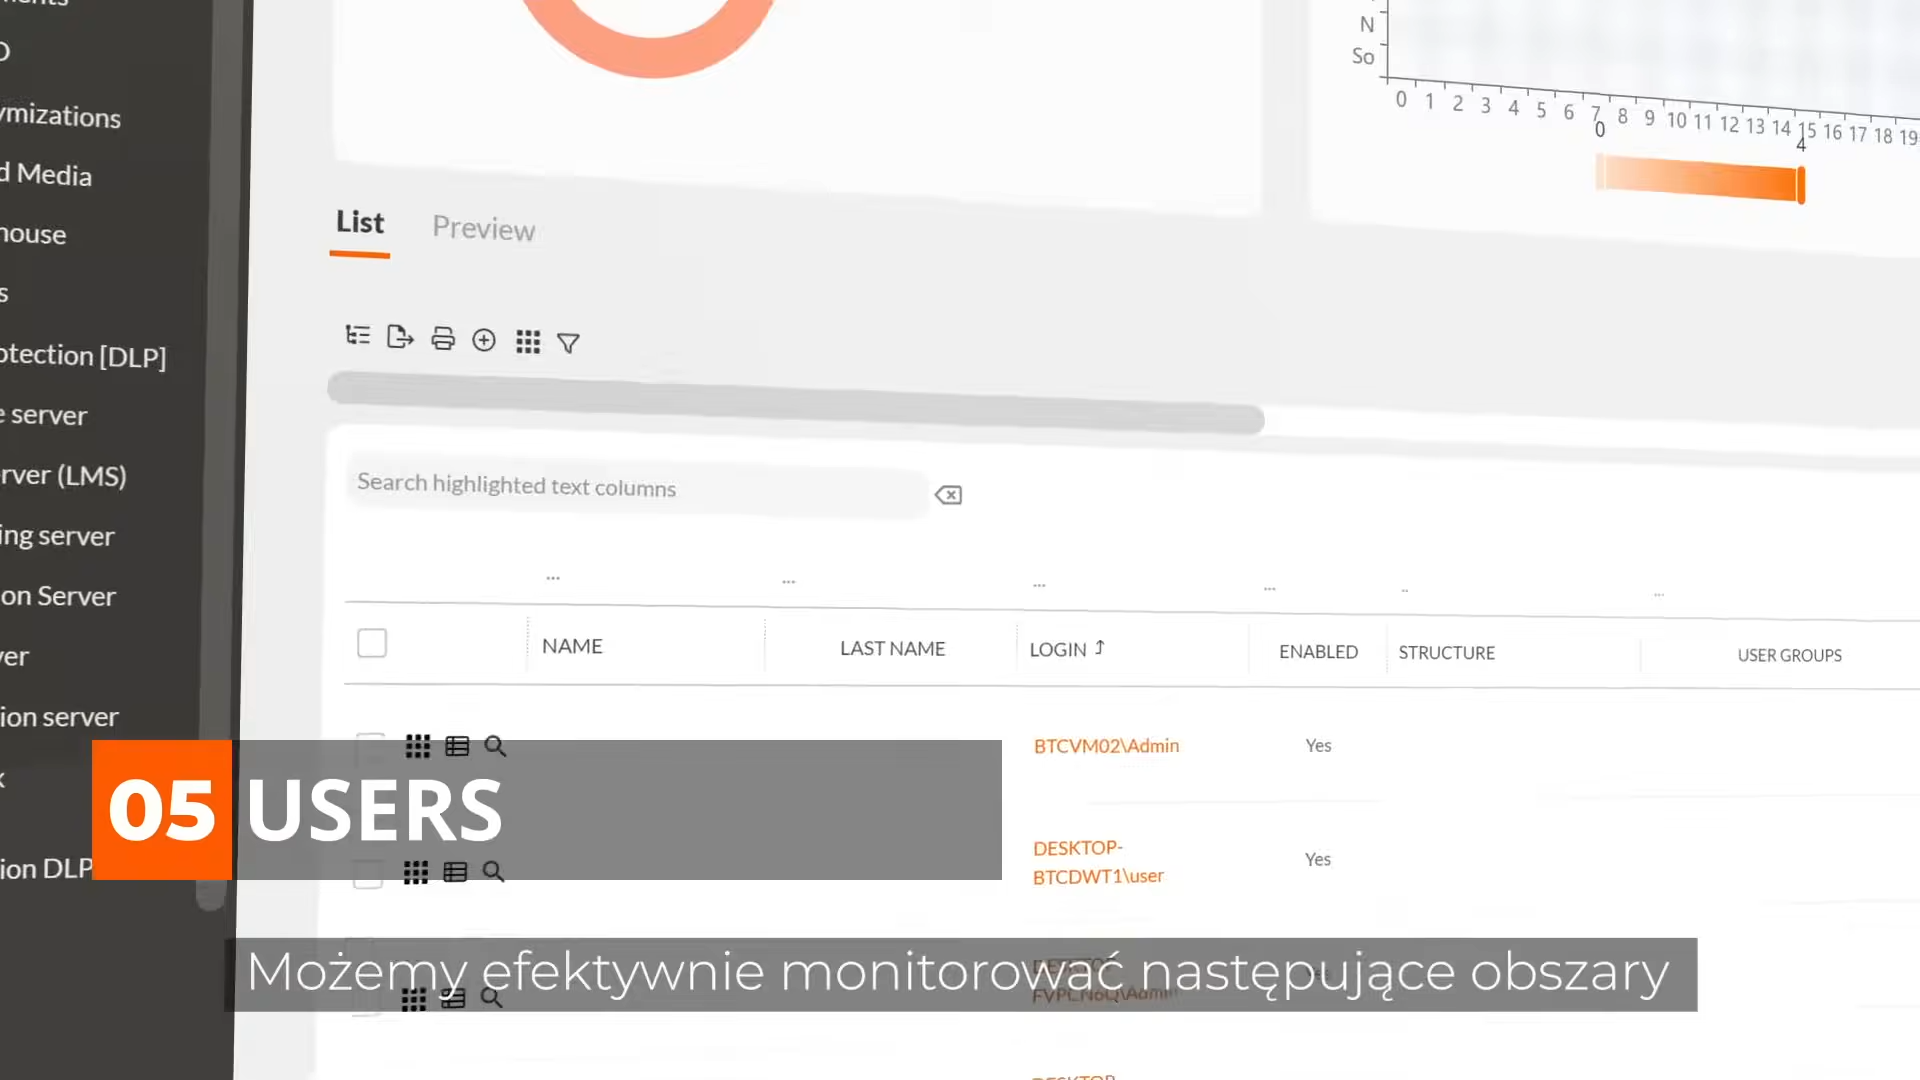 mizations
d Media
house
s
otection [DLP]
e server
rver (LMS)
ing server
on Server
ver
ion server
ion DLP
N
So
0 1 2 3 4 5 6 7 8 9 10 11 12 13 14 15 16 17 18 19
0
4
List Preview
Search highlighted text columns
... ... ... ... .. ...
NAME LAST NAME LOGIN ENABLED STRUCTURE USER GROUPS
BTCVM02\Admin Yes
05 USERS
DESKTOP-
BTCDWT1\user Yes
Możemy efektywnie monitorować następujące obszary